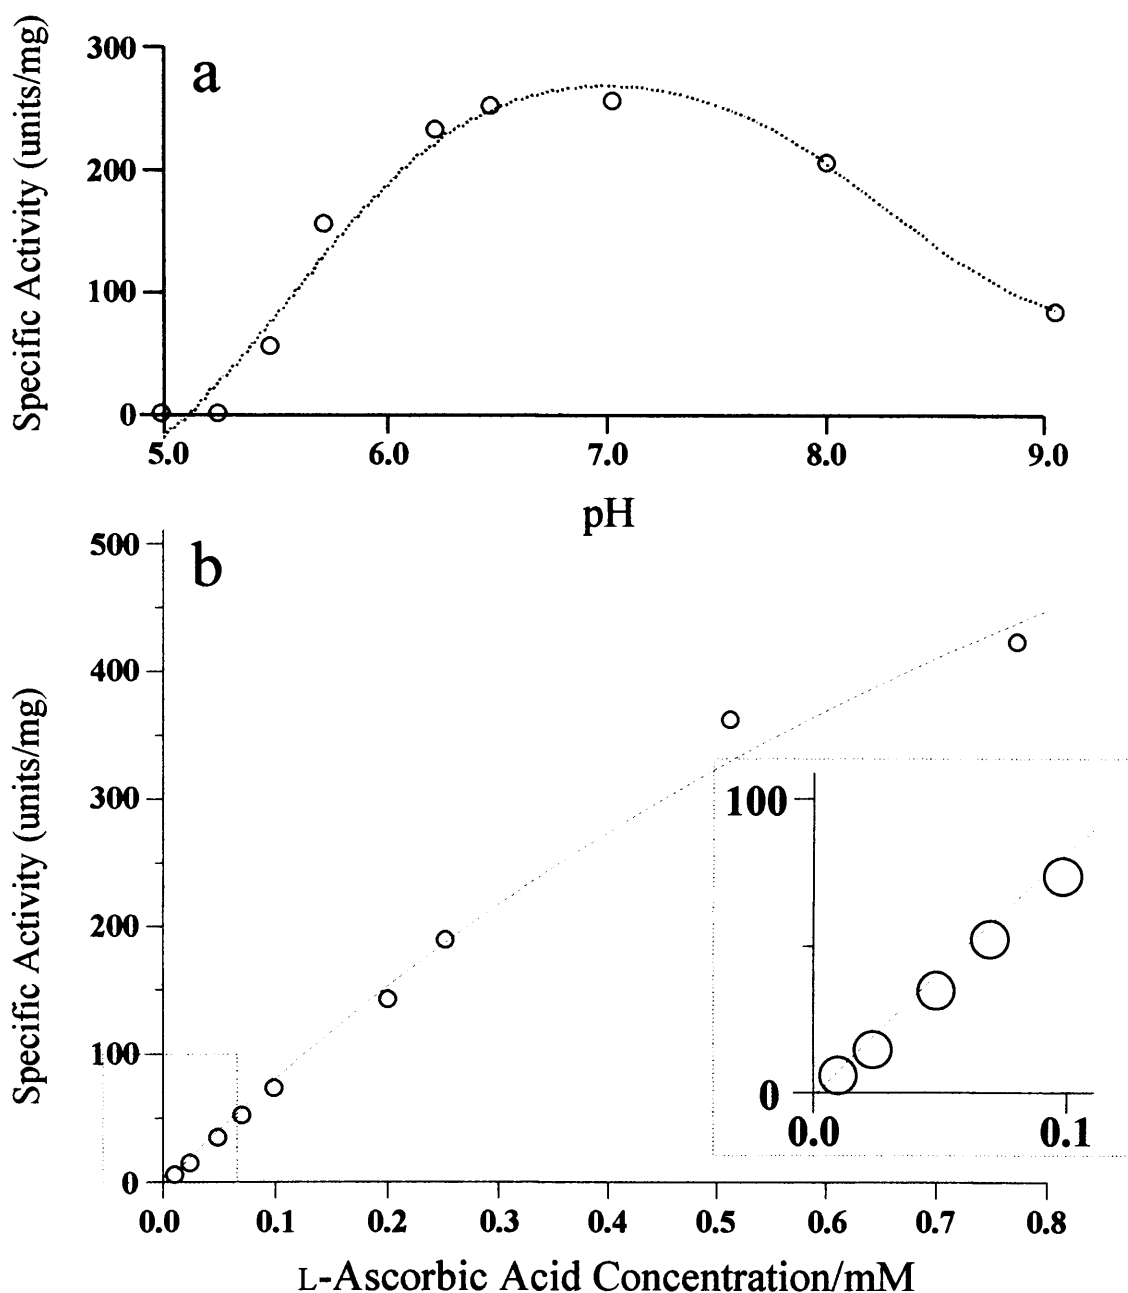 300
a
200
100
0
Specific Activity (units/mg)
5.0 6.0 7.0 8.0 9.0
pH
500
b
400
300
200
100
0
Specific Activity (units/mg)
100
0
0.0 0.1
0.0 0.1 0.2 0.3 0.4 0.5 0.6 0.7 0.8
L-Ascorbic Acid Concentration/mM